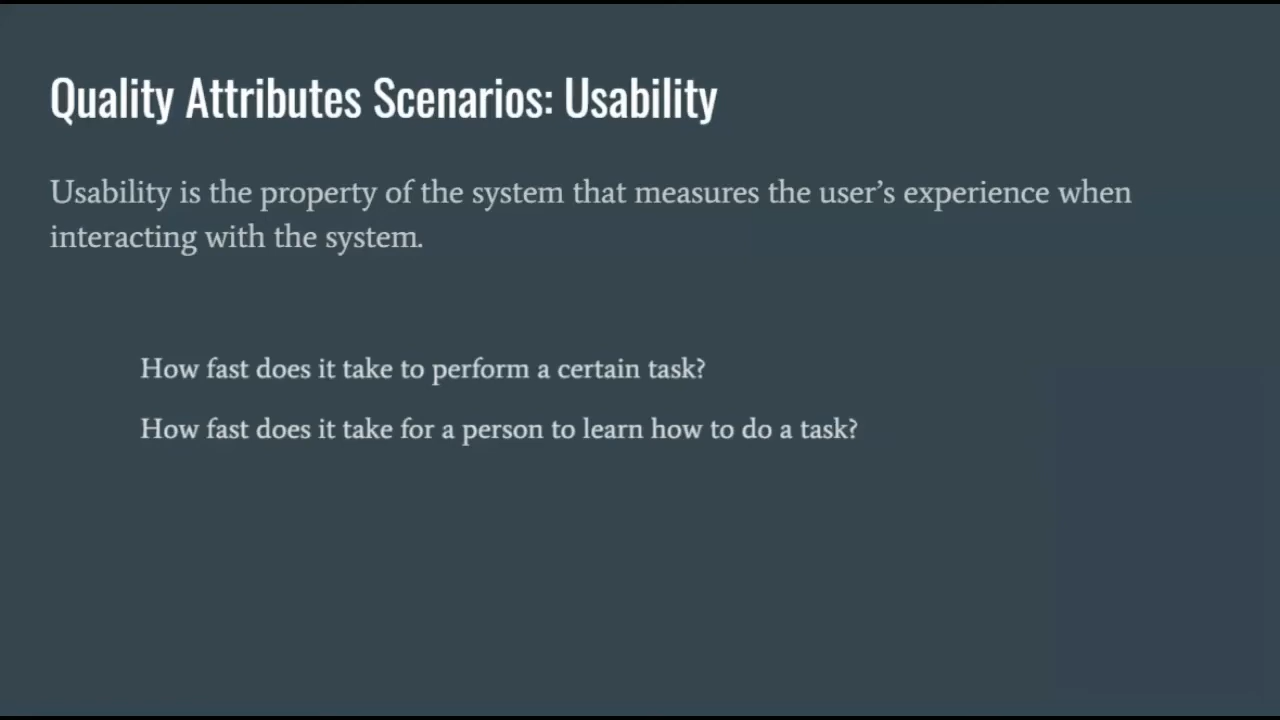 Quality Attributes Scenarios: Usability
Usability is the property of the system that measures the user’s experience when
interacting with the system.
How fast does it take to perform a certain task?
How fast does it take for a person to learn how to do a task?